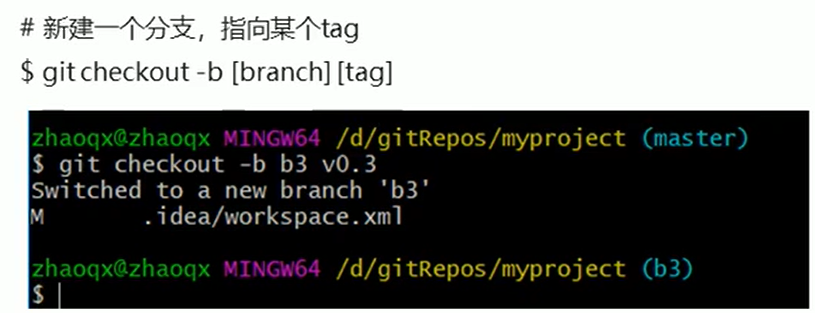 # 新建一个分支，指向某个tag
$ git checkout -b [branch] [tag]
zhaoqx@zhaoqx MINGW64 /d/gitRepos/myproject (master)
$ git checkout -b b3 v0.3
Switched to a new branch 'b3'
M       .idea/workspace.xml
zhaoqx@zhaoqx MINGW64 /d/gitRepos/myproject (b3)
$